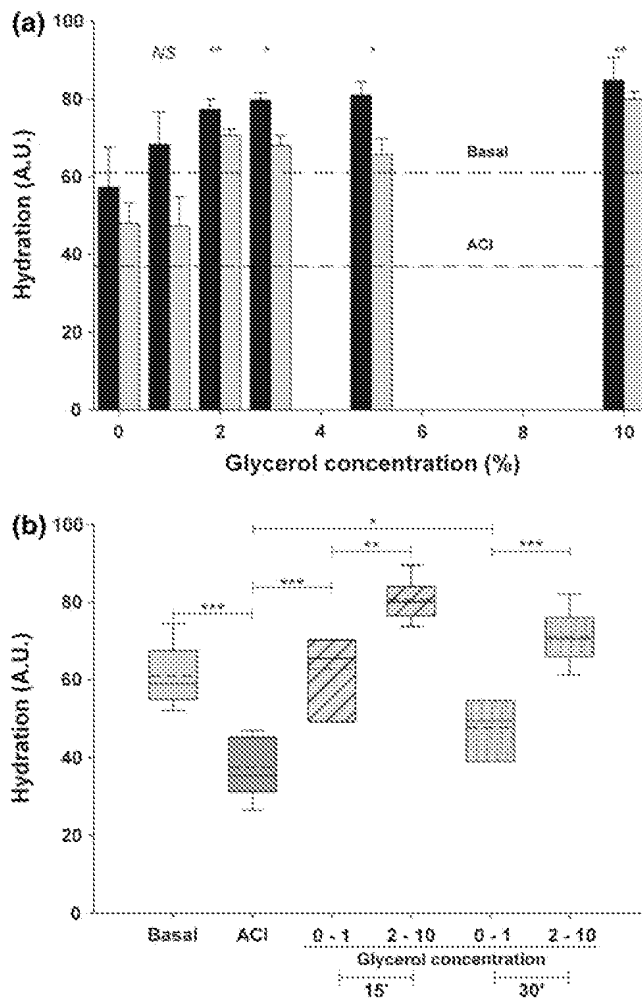 (a)
100
80
60
40
20
0
Hydration (A.U.)
NS ** * * **
Basal
ACI
0 2 4 6 8 10
Glycerol concentration (%)
(b)
100
80
60
40
20
0
Hydration (A.U.)
*
*** *** ** ***
Basal ACI 0 - 1 2 - 10 0 - 1 2 - 10
Glycerol concentration
15' 30'